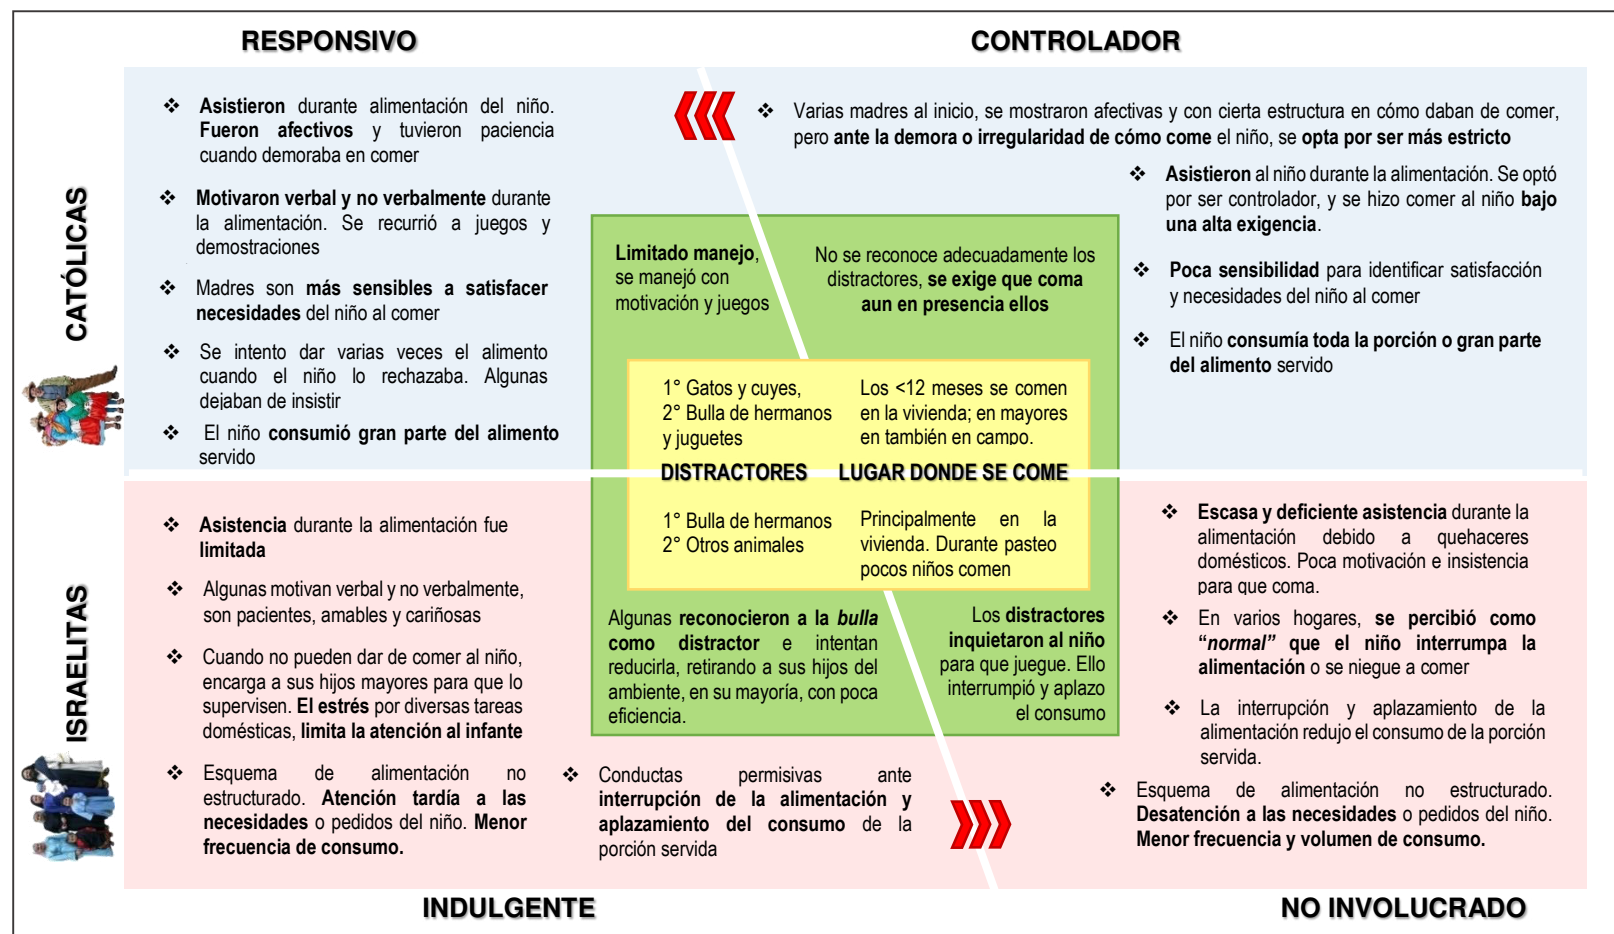 RESPONSIVO
CONTROLADOR
CATÓLICAS
❖ Asistieron durante alimentación del niño.
Fueron afectivos y tuvieron paciencia
cuando demoraba en comer
❖ Motivaron verbal y no verbalmente durante
la alimentación. Se recurrió a juegos y
demostraciones
❖ Madres son más sensibles a satisfacer
necesidades del niño al comer
❖ Se intento dar varias veces el alimento
cuando el niño lo rechazaba. Algunas
dejaban de insistir
❖ El niño consumió gran parte del alimento
servido
❖ Varias madres al inicio, se mostraron afectivas y con cierta estructura en cómo daban de comer,
pero ante la demora o irregularidad de cómo come el niño, se opta por ser más estricto
❖ Asistieron al niño durante la alimentación. Se optó
por ser controlador, y se hizo comer al niño bajo
una alta exigencia.
❖ Poca sensibilidad para identificar satisfacción
y necesidades del niño al comer
❖ El niño consumía toda la porción o gran parte
del alimento servido
Limitado manejo,
se manejó con
motivación y juegos
No se reconoce adecuadamente los
distractores, se exige que coma
aun en presencia ellos
1° Gatos y cuyes,
2° Bulla de hermanos
y juguetes
Los <12 meses se comen
en la vivienda; en mayores
en también en campo.
DISTRACTORES
LUGAR DONDE SE COME
1° Bulla de hermanos
2° Otros animales
Principalmente en la
vivienda. Durante pasteo
pocos niños comen
Algunas reconocieron a la bulla
como distractor e intentan
reducirla, retirando a sus hijos del
ambiente, en su mayoría, con poca
eficiencia.
Los distractores
inquietaron al niño
para que juegue. Ello
interrumpió y aplazo
el consumo
ISRAELITAS
❖ Asistencia durante la alimentación fue
limitada
❖ Algunas motivan verbal y no verbalmente,
son pacientes, amables y cariñosas
❖ Cuando no pueden dar de comer al niño,
encarga a sus hijos mayores para que lo
supervisen. El estrés por diversas tareas
domésticas, limita la atención al infante
❖ Esquema de alimentación no
estructurado. Atención tardía a las
necesidades o pedidos del niño. Menor
frecuencia de consumo.
❖ Conductas permisivas ante
interrupción de la alimentación y
aplazamiento del consumo de la
porción servida
❖ Escasa y deficiente asistencia durante la
alimentación debido a quehaceres
domésticos. Poca motivación e insistencia
para que coma.
❖ En varios hogares, se percibió como
“normal” que el niño interrumpa la
alimentación o se niegue a comer
❖ La interrupción y aplazamiento de la
alimentación redujo el consumo de la porción
servida.
❖ Esquema de alimentación no estructurado.
Desatención a las necesidades o pedidos del niño.
Menor frecuencia y volumen de consumo.
INDULGENTE
NO INVOLUCRADO